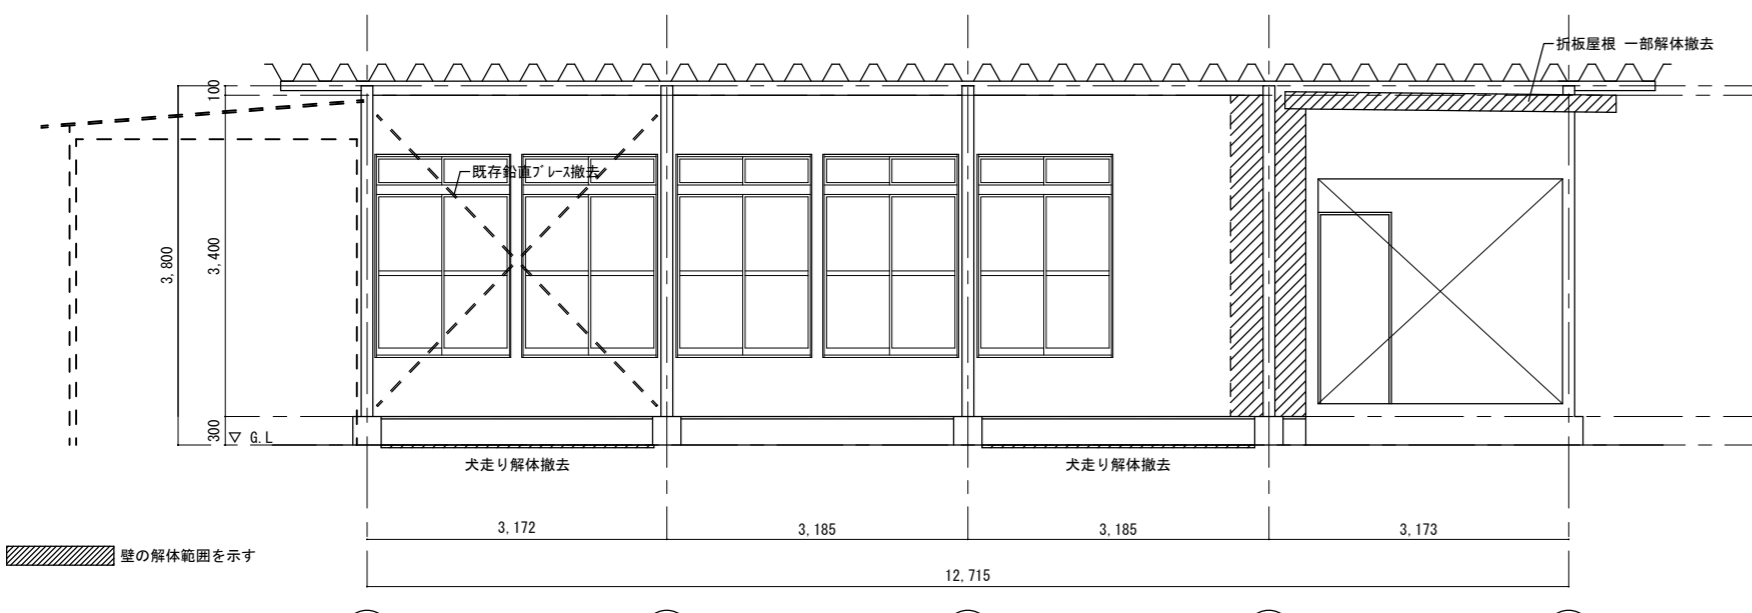 折板屋根 一部解体撤去
100
既存鉛直ﾌﾞﾚｰｽ撤去
3,800
3,400
300
▽ G.L
犬走り解体撤去
犬走り解体撤去
3,172
3,185
3,185
3,173
壁の解体範囲を示す
12,715